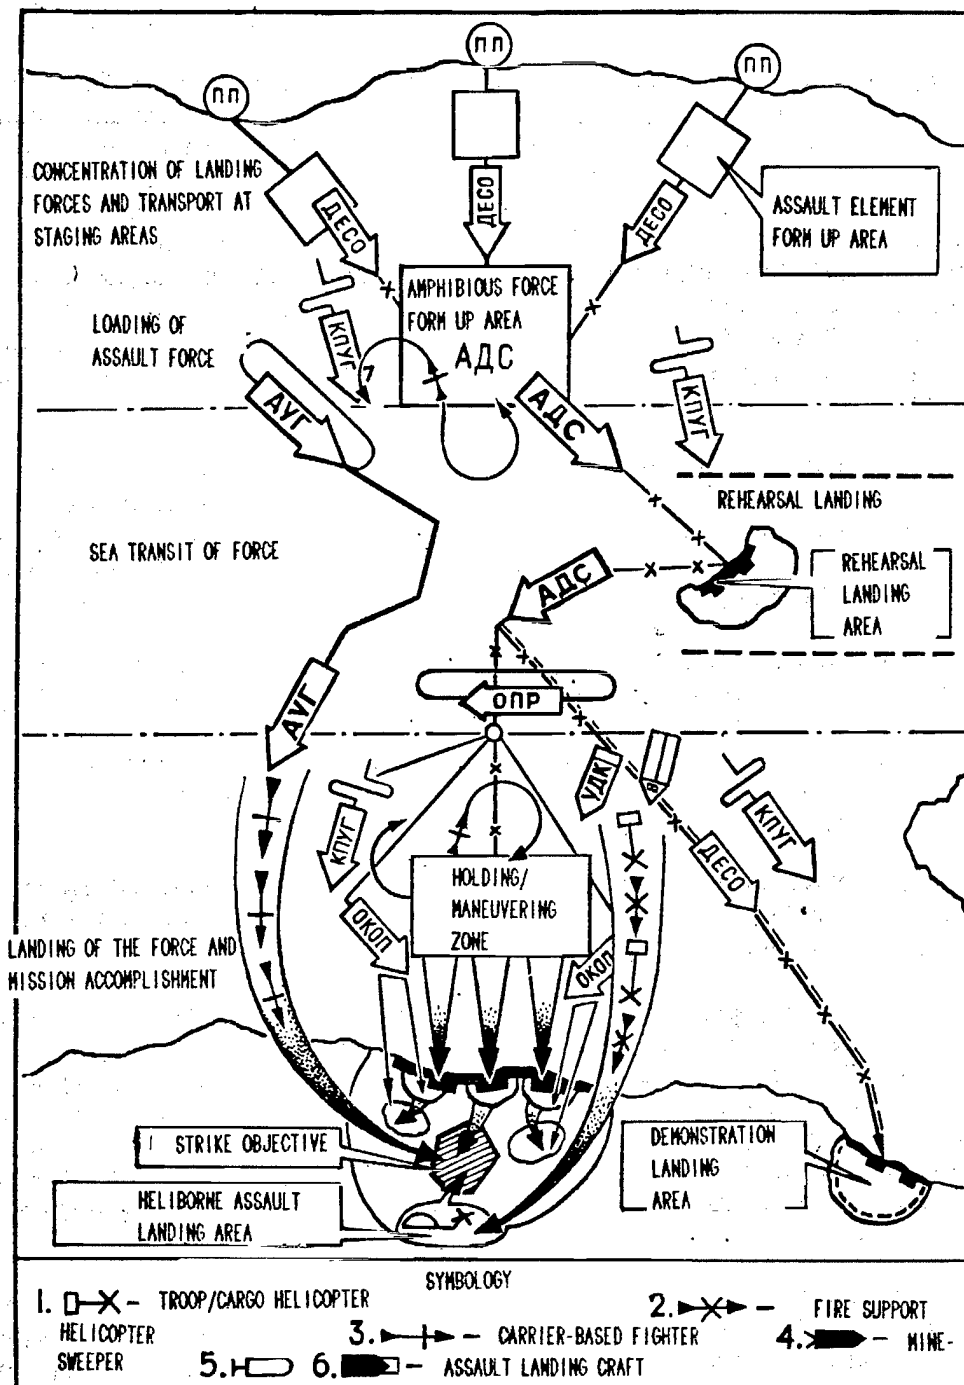 ПП
ПП
ПП
CONCENTRATION OF LANDING
FORCES AND TRANSPORT AT
STAGING AREAS
ДЕСО
ДЕСО
ДЕСО
ASSAULT ELEMENT
FORM UP AREA
AMPHIBIOUS FORCE
FORM UP AREA
АДС
LOADING OF
ASSAULT FORCE
КПУГ
АУГ
АДС
КПУГ
REHEARSAL LANDING
SEA TRANSIT OF FORCE
АДС
REHEARSAL
LANDING
AREA
АУГ
ОПР
УДК
В
КПУГ
КПУГ
ДЕСО
HOLDING/
MANEUVERING
ZONE
ОКОП
ОКОП
LANDING OF THE FORCE AND
MISSION ACCOMPLISHMENT
STRIKE OBJECTIVE
DEMONSTRATION
LANDING
AREA
HELIBORNE ASSAULT
LANDING AREA
SYMBOLOGY
1. - TROOP/CARGO HELICOPTER 2. - FIRE SUPPORT
HELICOPTER 3. - CARRIER-BASED FIGHTER 4. - MINE-
SWEEPER 5. 6. - ASSAULT LANDING CRAFT